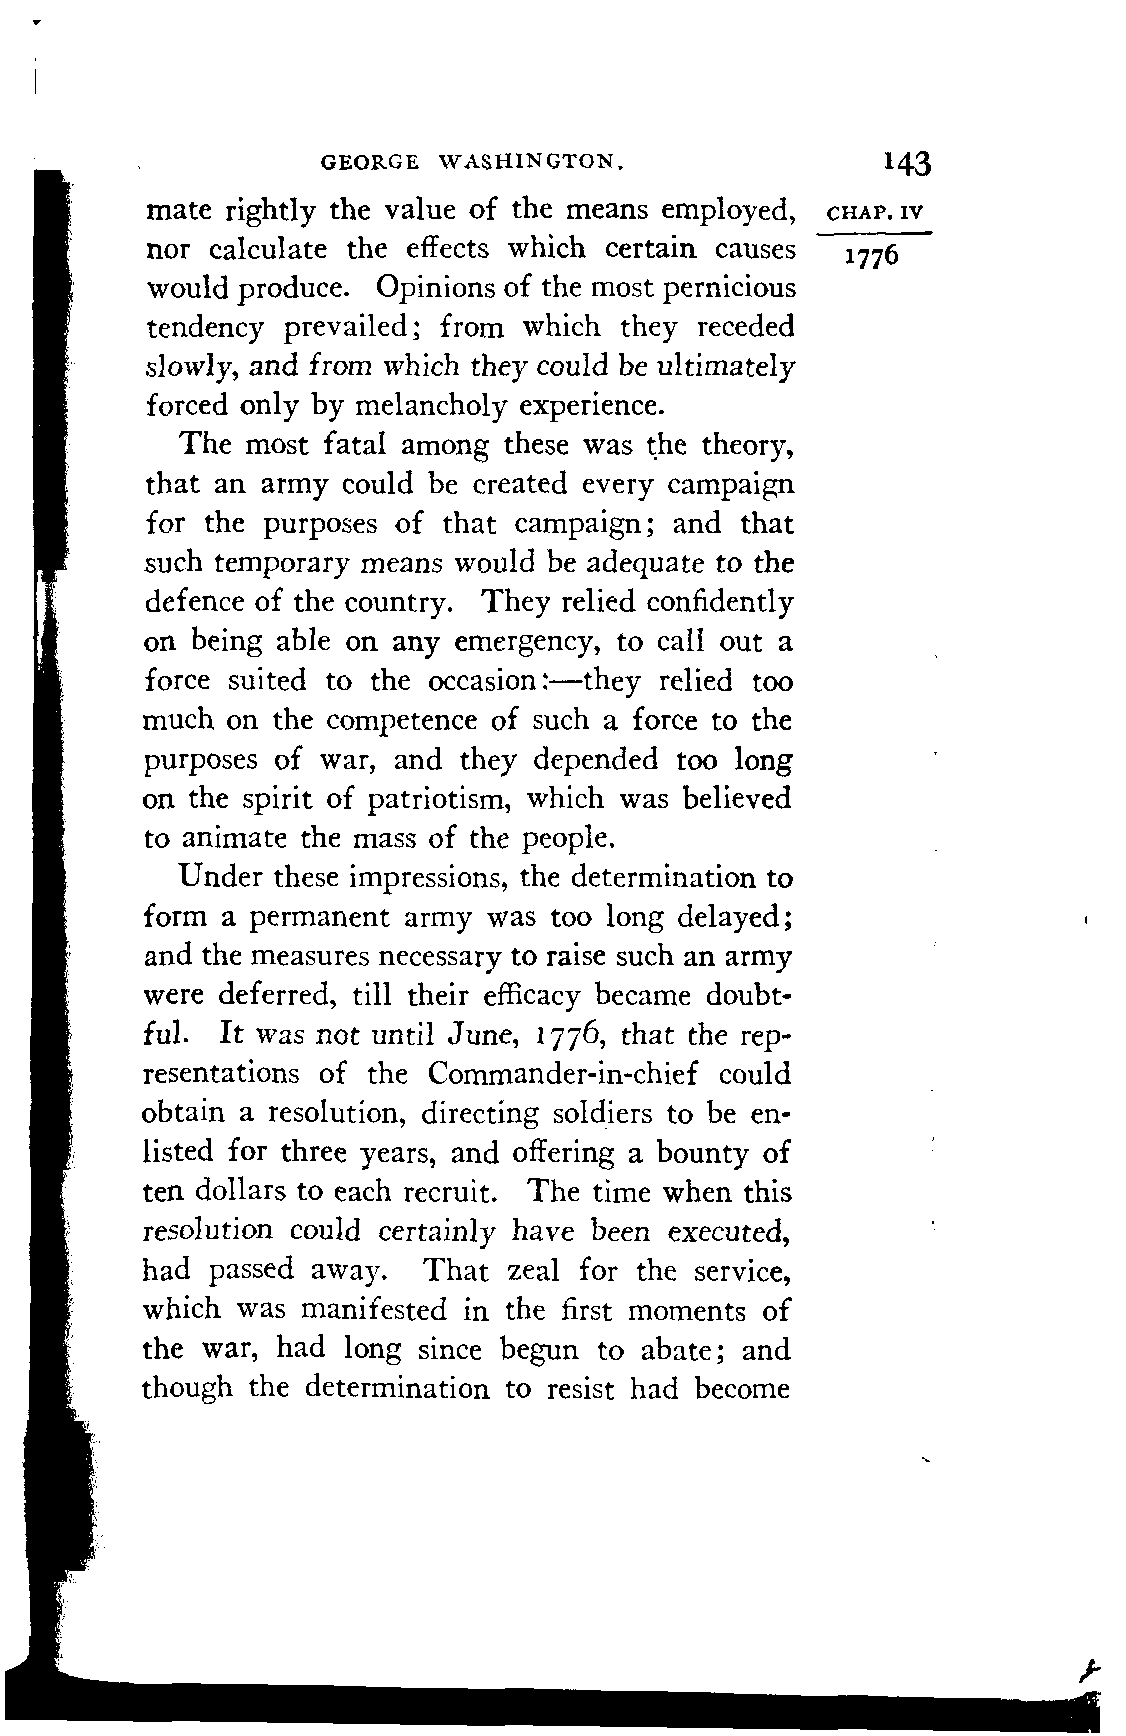 GEORGE WASHINGTON. 143
mate rightly the value of the means employed, CHAP. IV
nor calculate the effects which certain causes 1776
would produce. Opinions of the most pernicious
tendency prevailed; from which they receded
slowly, and from which they could be ultimately
forced only by melancholy experience.
The most fatal among these was the theory,
that an army could be created every campaign
for the purposes of that campaign; and that
such temporary means would be adequate to the
defence of the country. They relied confidently
on being able on any emergency, to call out a
force suited to the occasion:—they relied too
much on the competence of such a force to the
purposes of war, and they depended too long
on the spirit of patriotism, which was believed
to animate the mass of the people.
Under these impressions, the determination to
form a permanent army was too long delayed;
and the measures necessary to raise such an army
were deferred, till their efficacy became doubt-
ful. It was not until June, 1776, that the rep-
resentations of the Commander-in-chief could
obtain a resolution, directing soldiers to be en-
listed for three years, and offering a bounty of
ten dollars to each recruit. The time when this
resolution could certainly have been executed,
had passed away. That zeal for the service,
which was manifested in the first moments of
the war, had long since begun to abate; and
though the determination to resist had become